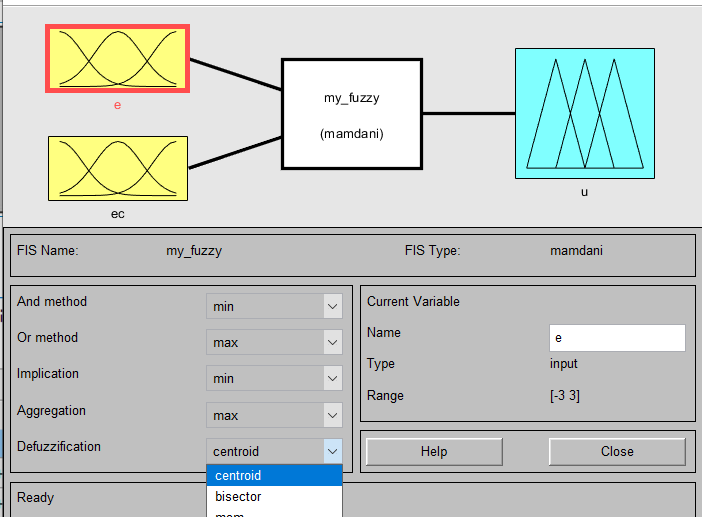 e
my_fuzzy
(mamdani)
ec
u
FIS Name: my_fuzzy FIS Type: mamdani
And method min
Or method max
Implication min
Aggregation max
Defuzzification centroid
centroid
bisector
Current Variable
Name e
Type input
Range [-3 3]
Help Close
Ready